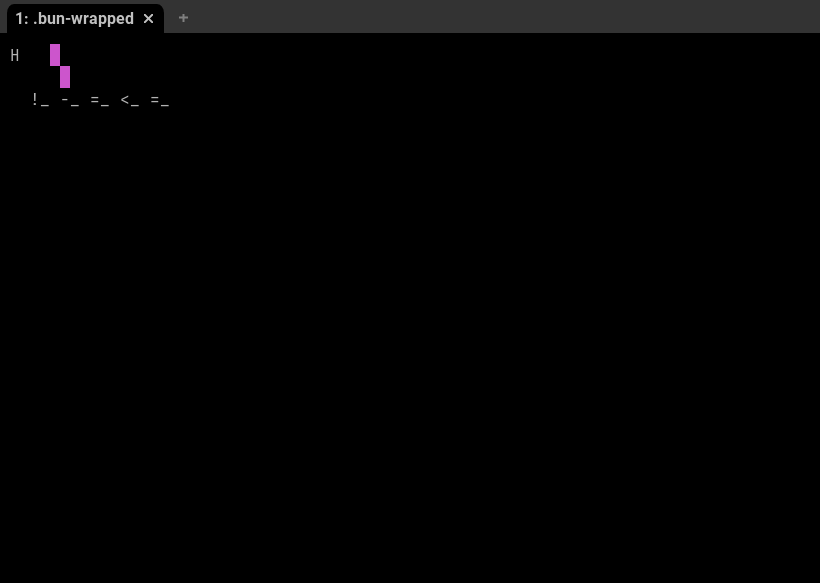 1: .bun-wrapped × +
H
!_ -_ =_ <_ =_